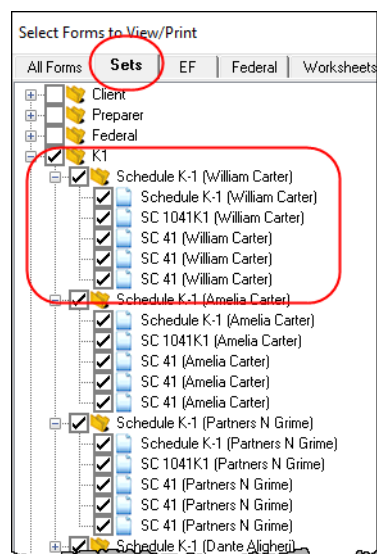 Select Forms to View/Print
All Forms Sets EF Federal Worksheets
Client
Preparer
Federal
K1
Schedule K-1 (William Carter)
Schedule K-1 (William Carter)
SC 1041K1 (William Carter)
SC 41 (William Carter)
SC 41 (William Carter)
SC 41 (William Carter)
Schedule K-1 (Amelia Carter)
Schedule K-1 (Amelia Carter)
SC 1041K1 (Amelia Carter)
SC 41 (Amelia Carter)
SC 41 (Amelia Carter)
SC 41 (Amelia Carter)
Schedule K-1 (Partners N Grime)
Schedule K-1 (Partners N Grime)
SC 1041K1 (Partners N Grime)
SC 41 (Partners N Grime)
SC 41 (Partners N Grime)
SC 41 (Partners N Grime)
Schedule K-1 (Dante Aligheri)